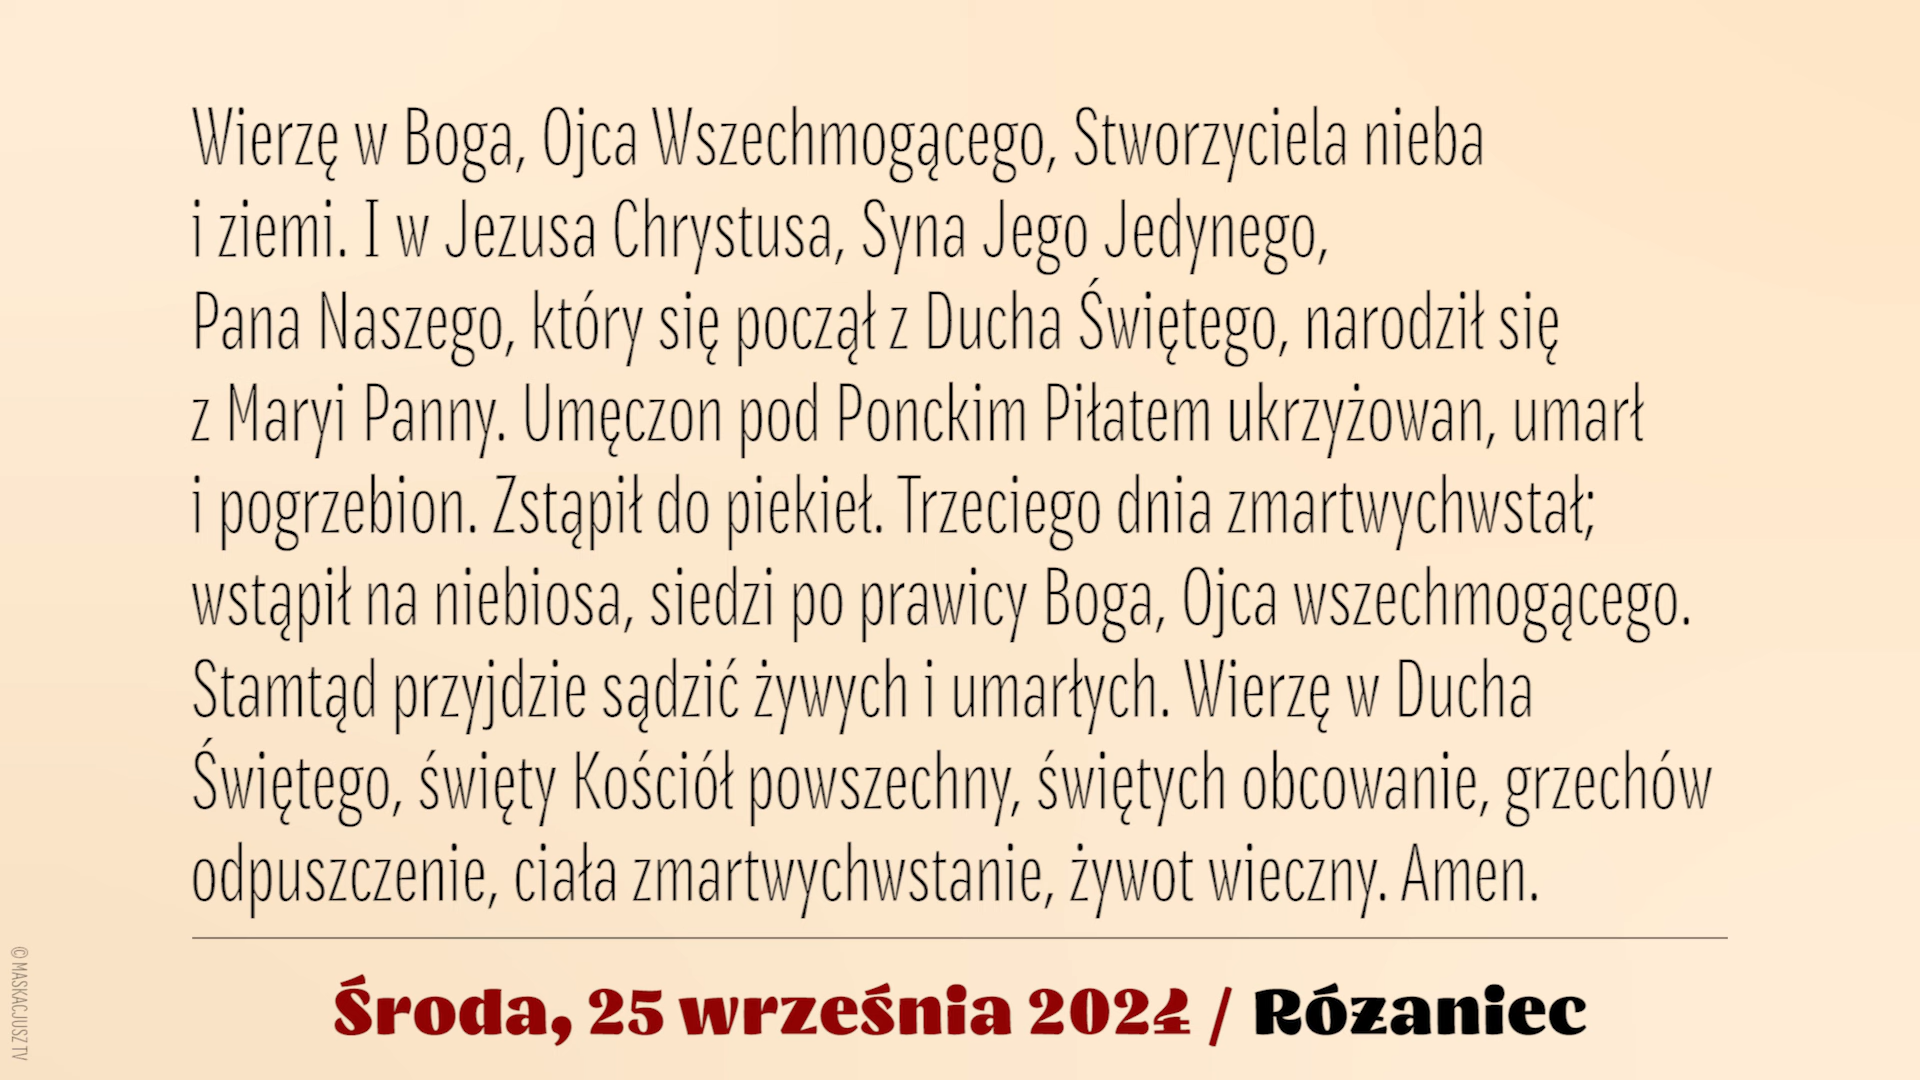 Wierzę w Boga, Ojca Wszechmogącego, Stworzyciela nieba
i ziemi. I w Jezusa Chrystusa, Syna Jego Jedynego,
Pana Naszego, który się począł z Ducha Świętego, narodził się
z Maryi Panny. Umęczon pod Ponckim Piłatem ukrzyżowan, umarł
i pogrzebion. Zstąpił do piekieł. Trzeciego dnia zmartwychwstał;
wstąpił na niebiosa, siedzi po prawicy Boga, Ojca wszechmogącego.
Stamtąd przyjdzie sądzić żywych i umarłych. Wierzę w Ducha
Świętego, święty Kościół powszechny, świętych obcowanie, grzechów
odpuszczenie, ciała zmartwychwstanie, żywot wieczny. Amen.
Środa, 25 września 2024 / Różaniec
© MASKACJUSZ TV